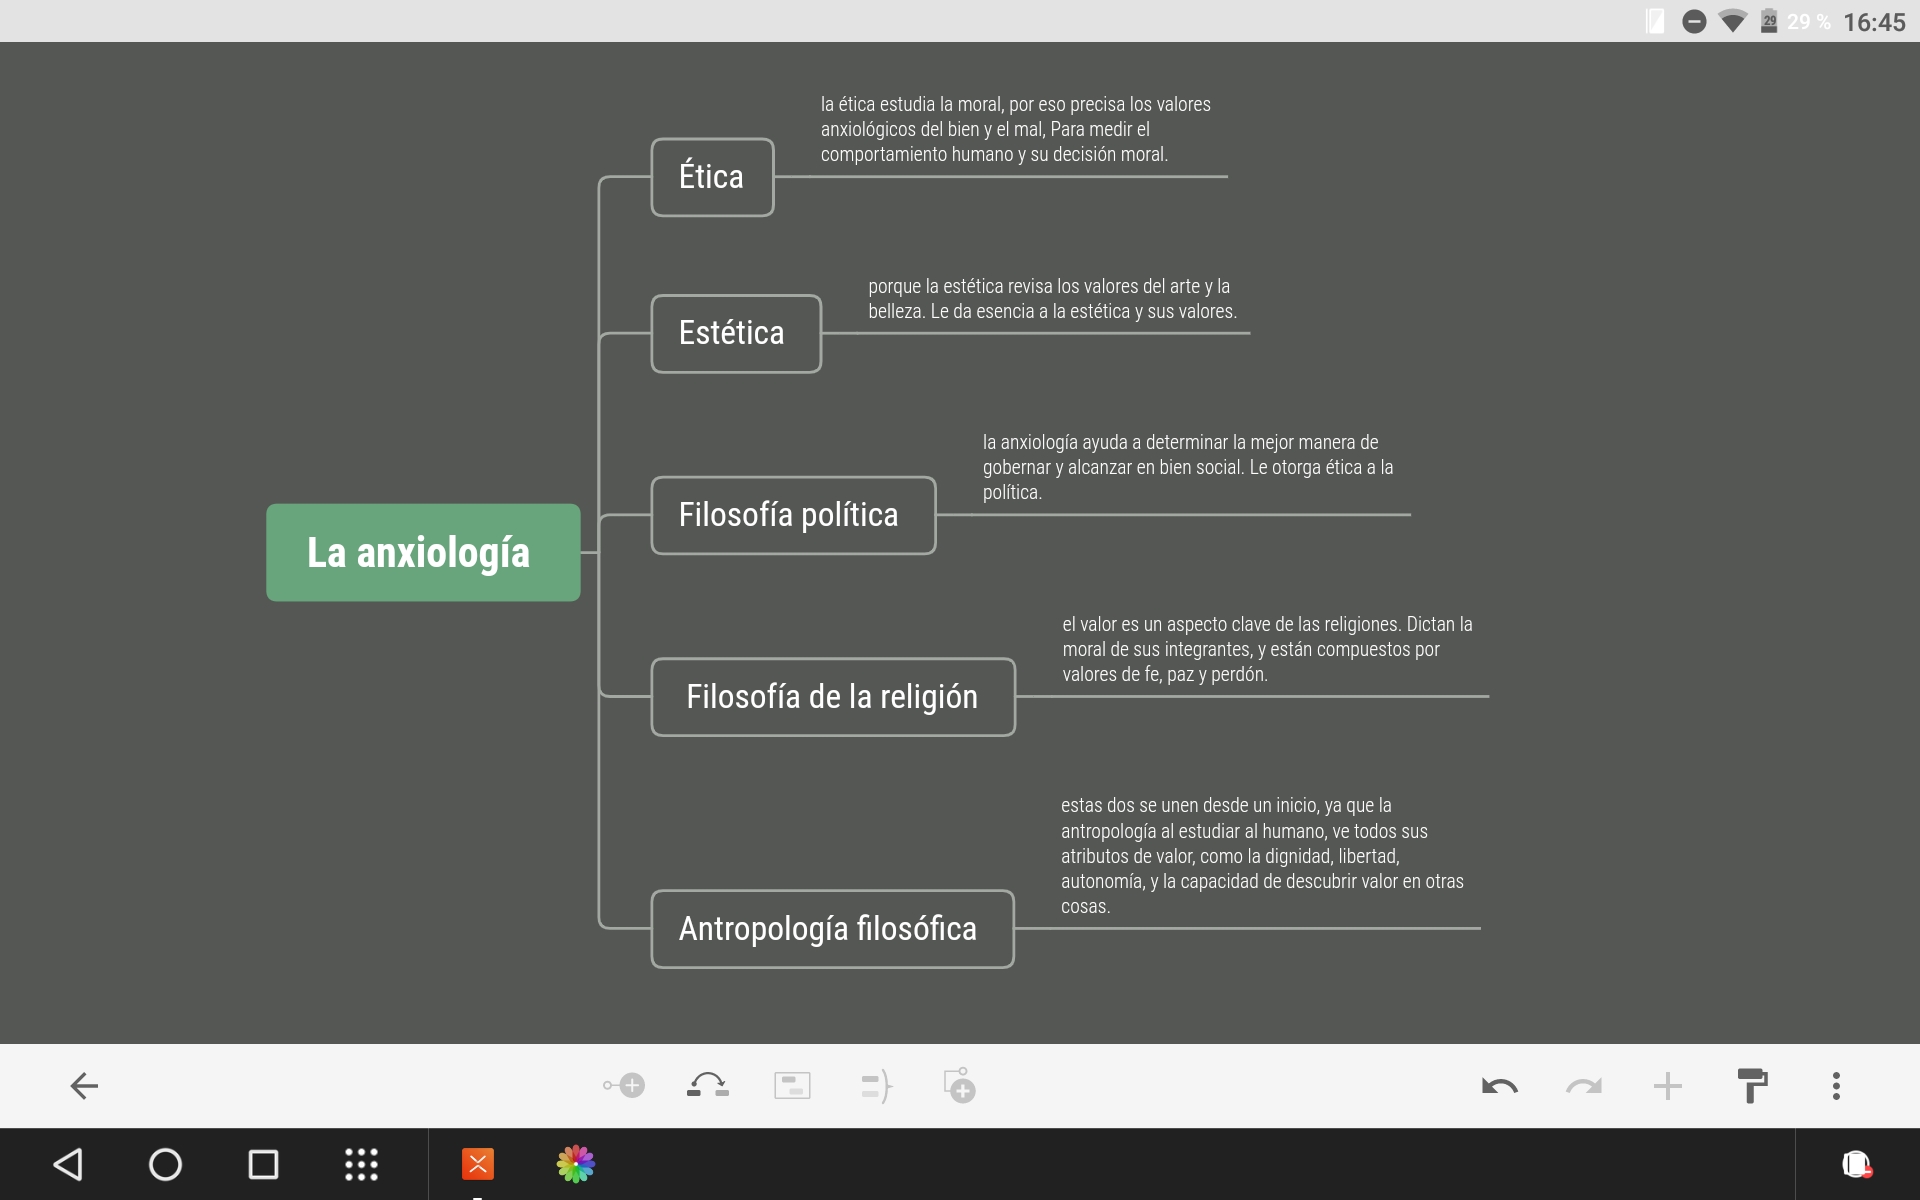 29
29 %
16:45
la ética estudia la moral, por eso precisa los valores
anxiológicos del bien y el mal, Para medir el
comportamiento humano y su decisión moral.
Ética
porque la estética revisa los valores del arte y la
belleza. Le da esencia a la estética y sus valores.
Estética
la anxiología ayuda a determinar la mejor manera de
gobernar y alcanzar en bien social. Le otorga ética a la
política.
Filosofía política
La anxiología
el valor es un aspecto clave de las religiones. Dictan la
moral de sus integrantes, y están compuestos por
valores de fe, paz y perdón.
Filosofía de la religión
estas dos se unen desde un inicio, ya que la
antropología al estudiar al humano, ve todos sus
atributos de valor, como la dignidad, libertad,
autonomía, y la capacidad de descubrir valor en otras
cosas.
Antropología filosófica